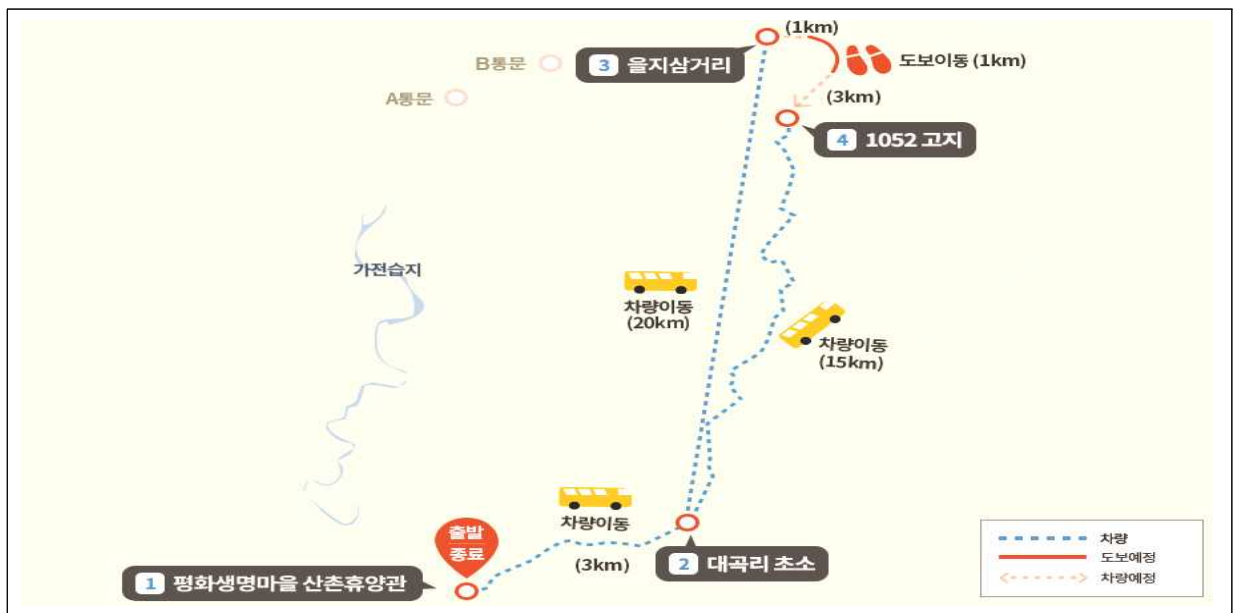 (1km)
B통문
3 을지삼거리
도보이동 (1km)
A통문
(3km)
4 1052 고지
가전습지
차량이동
(20km)
차량이동
(15km)
출발
종료
차량이동
(3km)
2 대곡리 초소
1 평화생명마을 산촌휴양관
차량
도보예정
차량예정